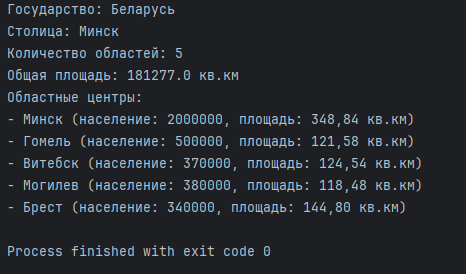 Государство: Беларусь
Столица: Минск
Количество областей: 5
Общая площадь: 181277.0 кв.км
Областные центры:
- Минск (население: 2000000, площадь: 348,84 кв.км)
- Гомель (население: 500000, площадь: 121,58 кв.км)
- Витебск (население: 370000, площадь: 124,54 кв.км)
- Могилев (население: 380000, площадь: 118,48 кв.км)
- Брест (население: 340000, площадь: 144,80 кв.км)
Process finished with exit code 0